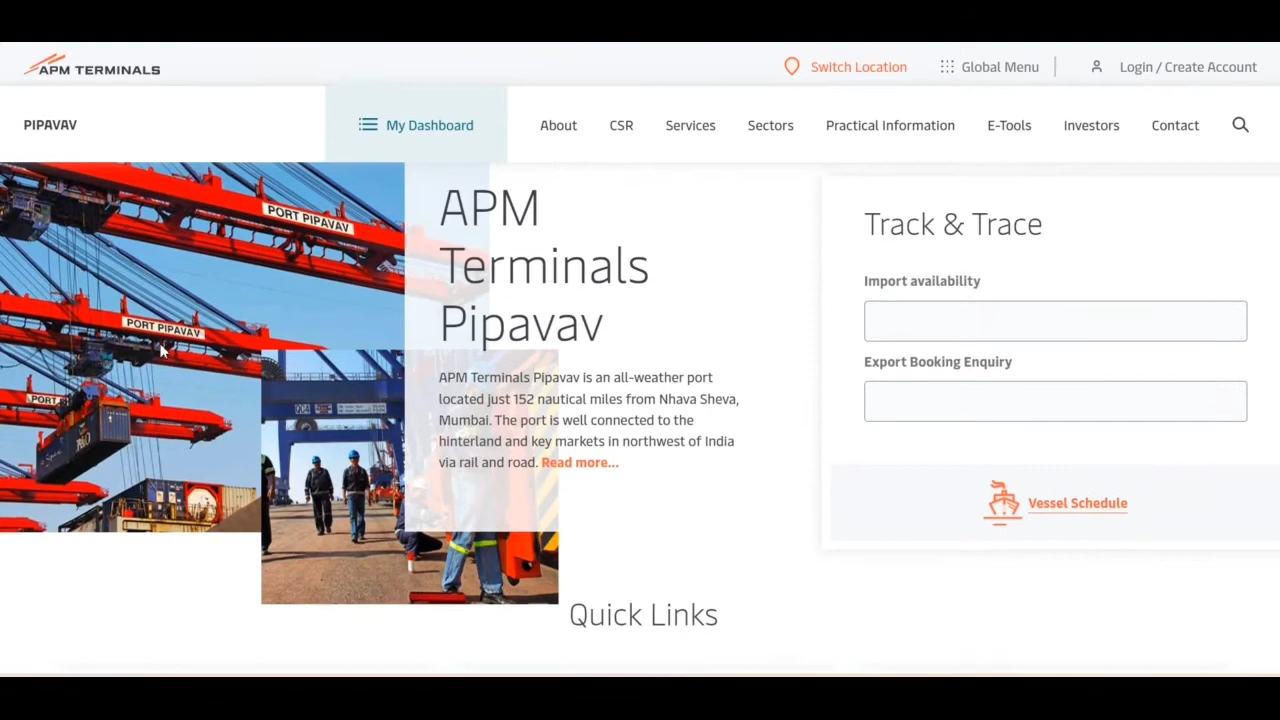 APM TERMINALS
Switch Location
Global Menu
Login / Create Account
PIPAVAV
My Dashboard
About
CSR
Services
Sectors
Practical Information
E-Tools
Investors
Contact
PORT PIPAVAV
PORT PIPAVAV
PORT
P&O
APM
Terminals
Pipavav
APM Terminals Pipavav is an all-weather port
located just 152 nautical miles from Nhava Sheva,
Mumbai. The port is well connected to the
hinterland and key markets in northwest of India
via rail and road. Read more...
Track & Trace
Import availability
Export Booking Enquiry
Vessel Schedule
Quick Links